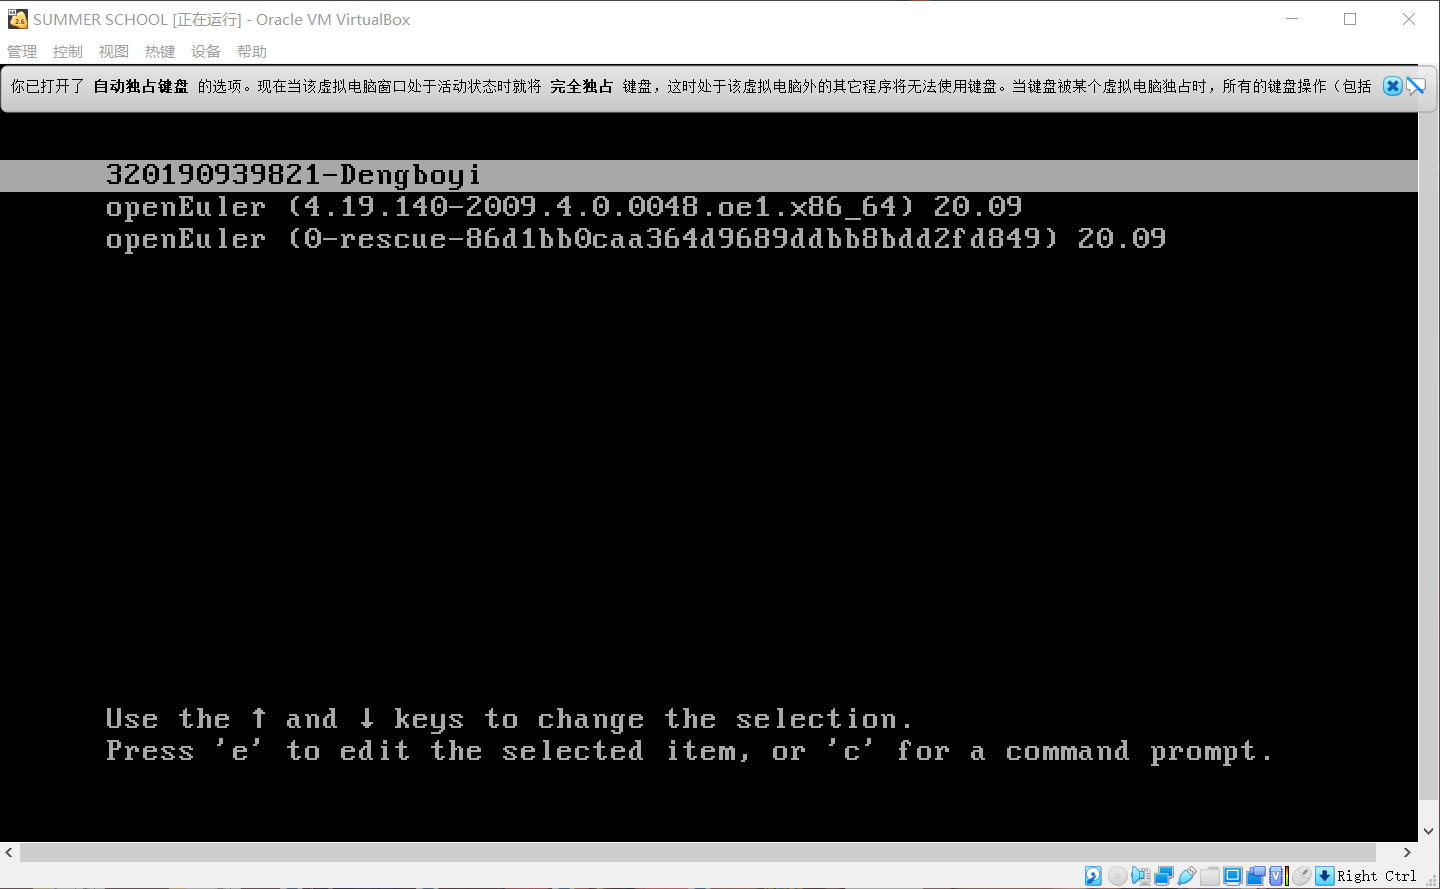 SUMMER SCHOOL [正在运行] - Oracle VM VirtualBox
管理 控制 视图 热键 设备 帮助
你已打开了 自动独占键盘 的选项。现在当该虚拟电脑窗口处于活动状态时就将 完全独占 键盘，这时处于该虚拟电脑外的其它程序将无法使用键盘。当键盘被某个虚拟电脑独占时，所有的键盘操作（包括
320190939821-Dengboyi
openEuler (4.19.140-2009.4.0.0048.oe1.x86_64) 20.09
openEuler (0-rescue-86d1bb0caa364d9689ddbb8bdd2fd849) 20.09
Use the ↑ and ↓ keys to change the selection.
Press 'e' to edit the selected item, or 'c' for a command prompt.
Right Ctrl